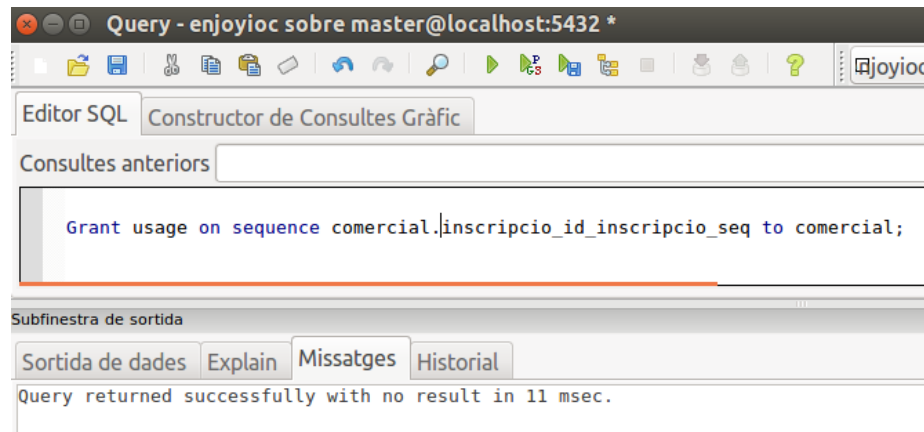 Query - enjoyioc sobre master@localhost:5432 *
Editor SQL Constructor de Consultes Gràfic
Consultes anteriors
Grant usage on sequence comercial.inscripcio_id_inscripcio_seq to comercial;
Subfinestra de sortida
Sortida de dades Explain Missatges Historial
Query returned successfully with no result in 11 msec.